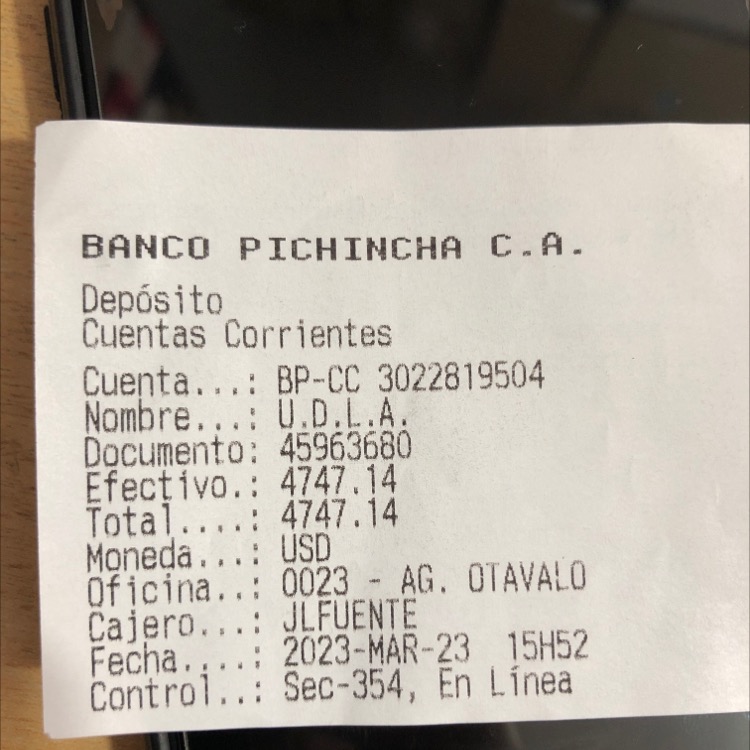 BANCO PICHINCHA C.A.
Depósito
Cuentas Corrientes
Cuenta...: BP-CC 3022819504
Nombre...: U.D.L.A.
Documento: 45963680
Efectivo.: 4747.14
Total....: 4747.14
Moneda...: USD
Oficina..: 0023 - AG. OTAVALO
Cajero...: JLFUENTE
Fecha....: 2023-MAR-23 15H52
Control..: Sec-354, En Línea